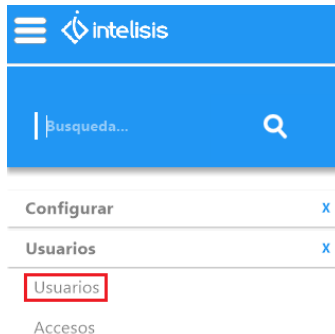 intelisis
Busqueda...
Configurar X
Usuarios X
Usuarios
Accesos